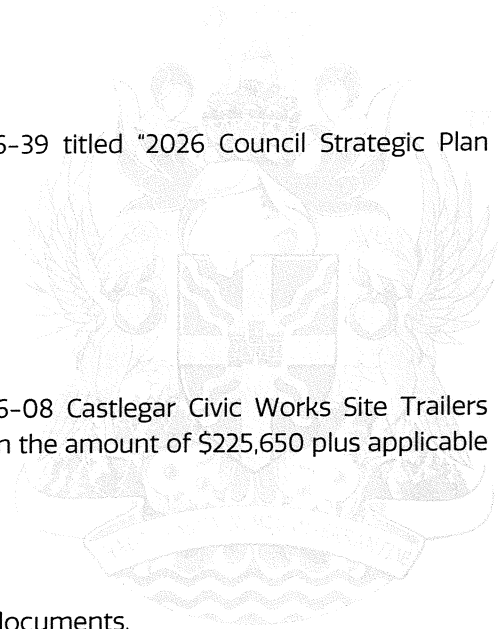 6-39 titled "2026 Council Strategic Plan
6-08 Castlegar Civic Works Site Trailers
n the amount of $225,650 plus applicable
documents.